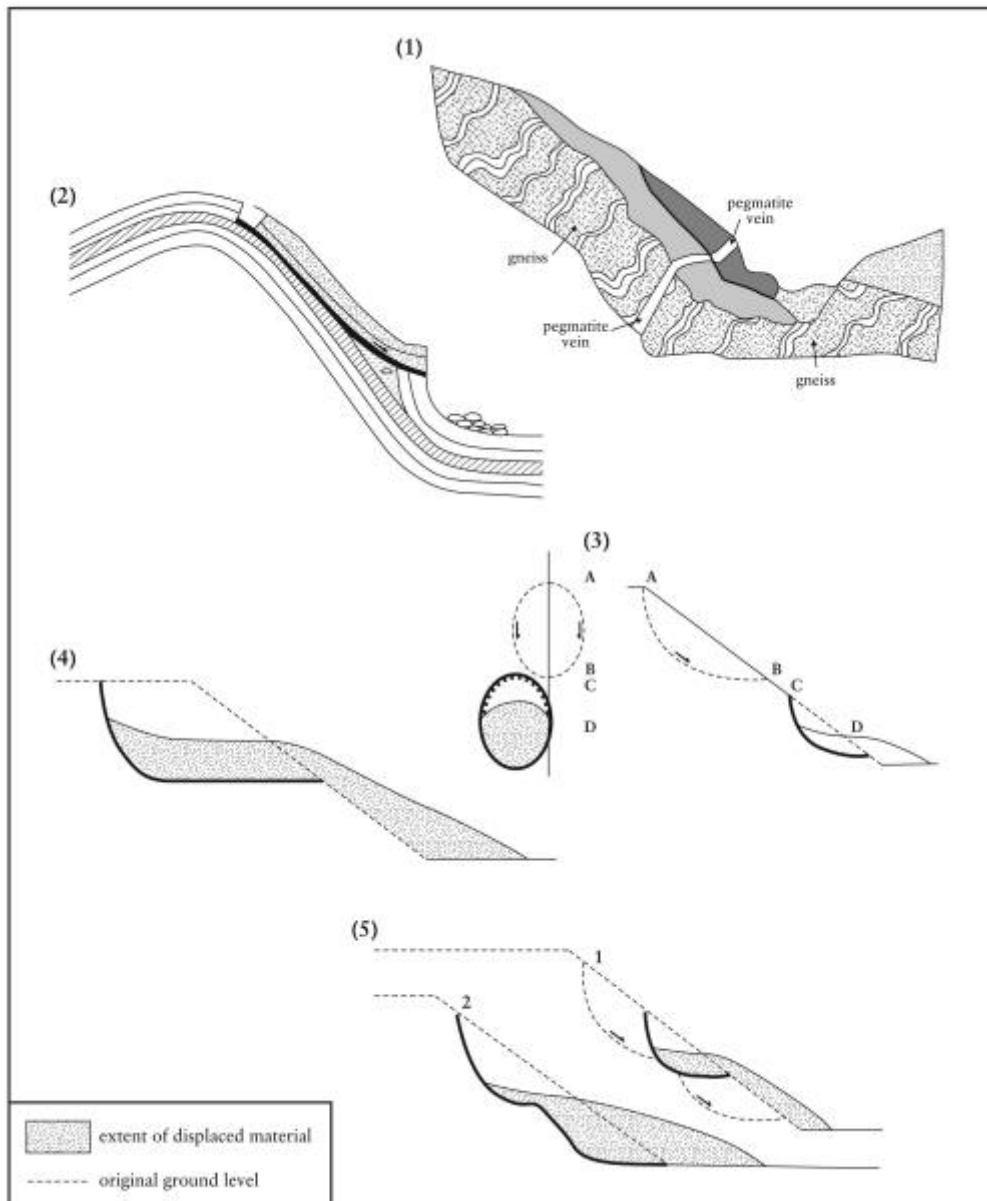 (1)
pegmatite
vein
gneiss
pegmatite
vein
gneiss
(2)
(3)
A
B
C
D
A
B
C
D
(4)
(5)
1
2
extent of displaced material
original ground level